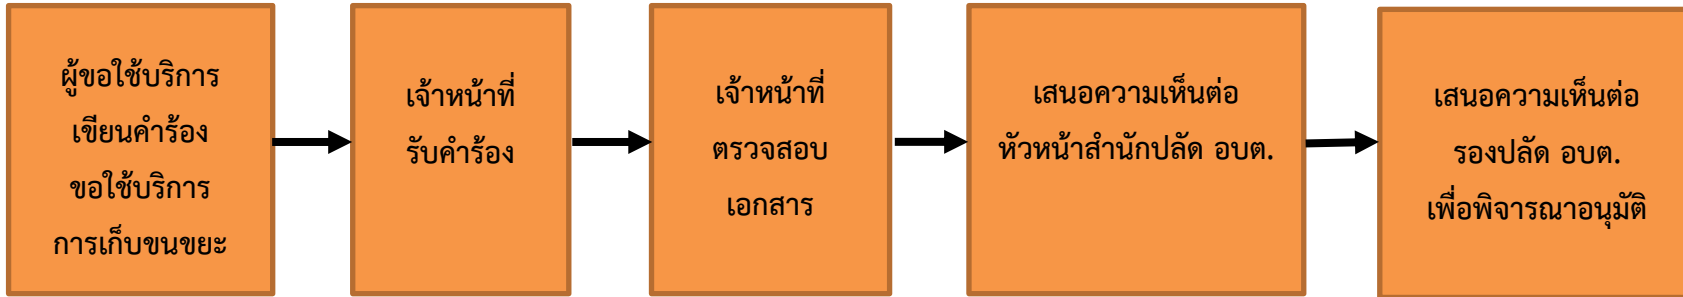 ผู้ขอใช้บริการ
เขียนคำร้อง
ขอใช้บริการ
การเก็บขนขยะ
เจ้าหน้าที่
รับคำร้อง
เจ้าหน้าที่
ตรวจสอบ
เอกสาร
เสนอความเห็นต่อ
หัวหน้าสำนักปลัด อบต.
เสนอความเห็นต่อ
รองปลัด อบต.
เพื่อพิจารณาอนุมัติ